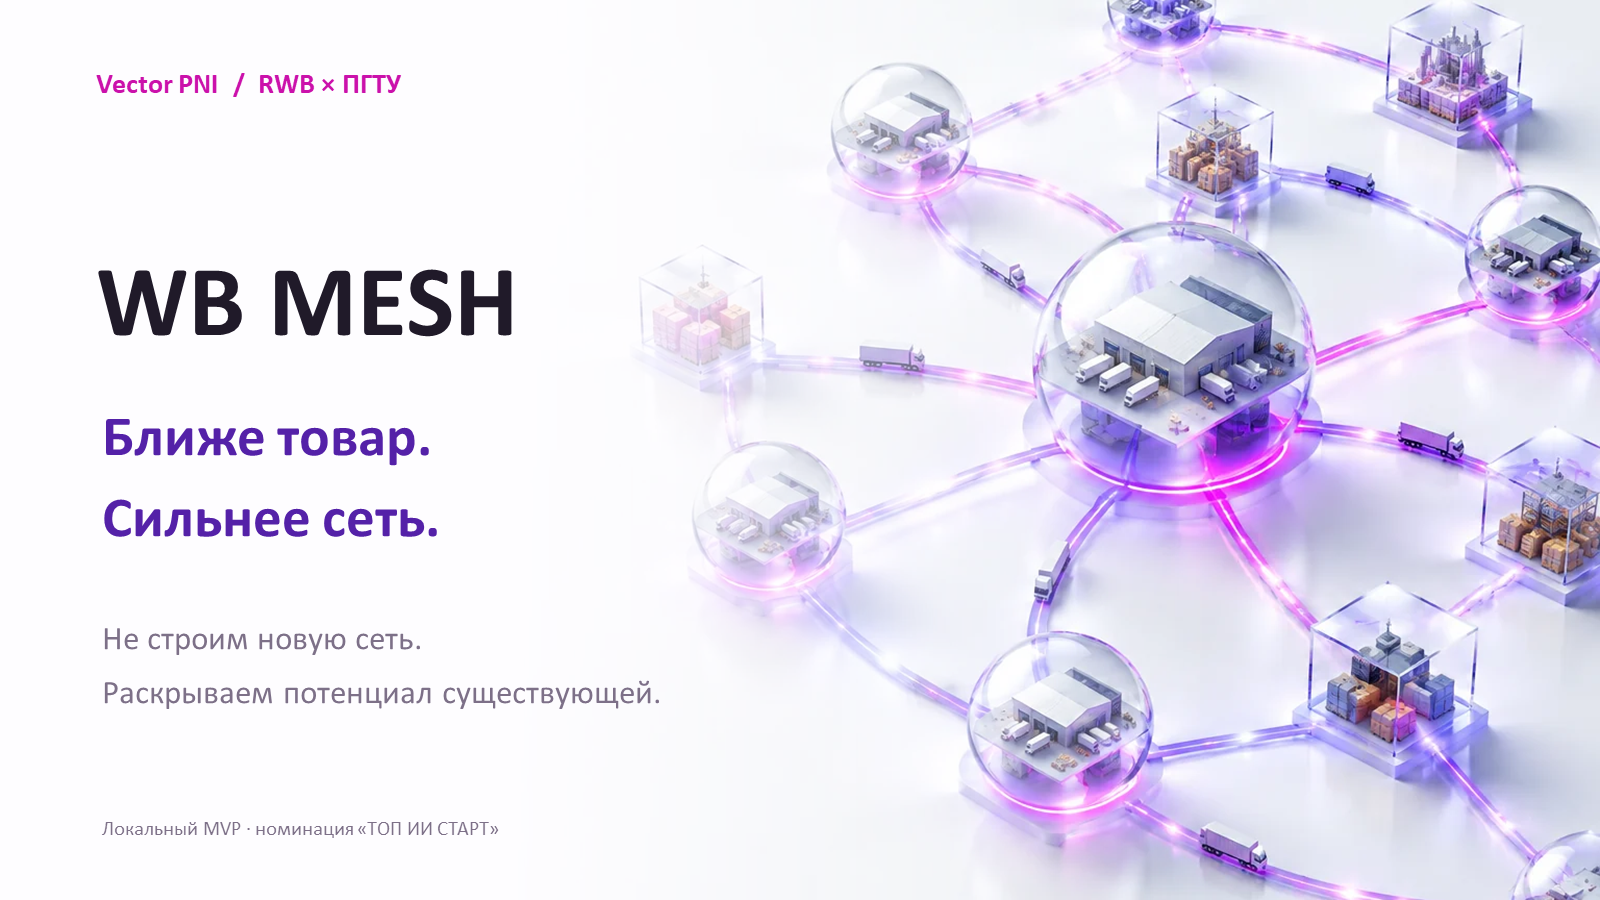 Vector PNI / RWB × ПГТУ
WB MESH
Ближе товар.
Сильнее сеть.
Не строим новую сеть.
Раскрываем потенциал существующей.
Локальный MVP · номинация «ТОП ИИ СТАРТ»